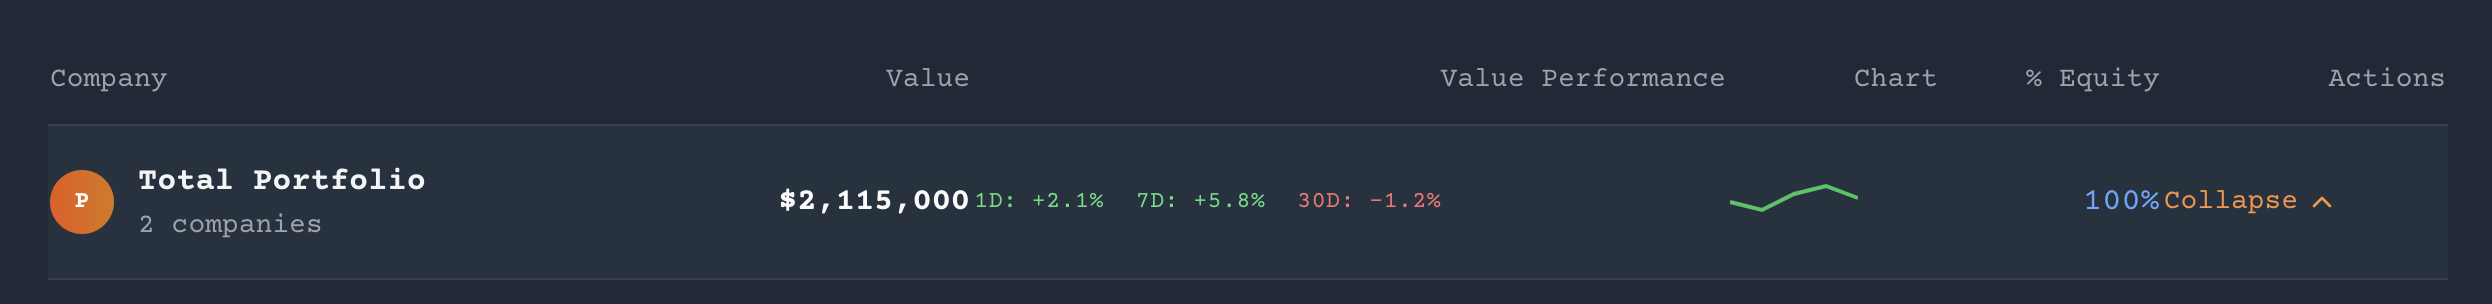 Company Value Value Performance Chart % Equity Actions
P Total Portfolio
2 companies
$2,115,000 1D: +2.1% 7D: +5.8% 30D: -1.2% 100% Collapse